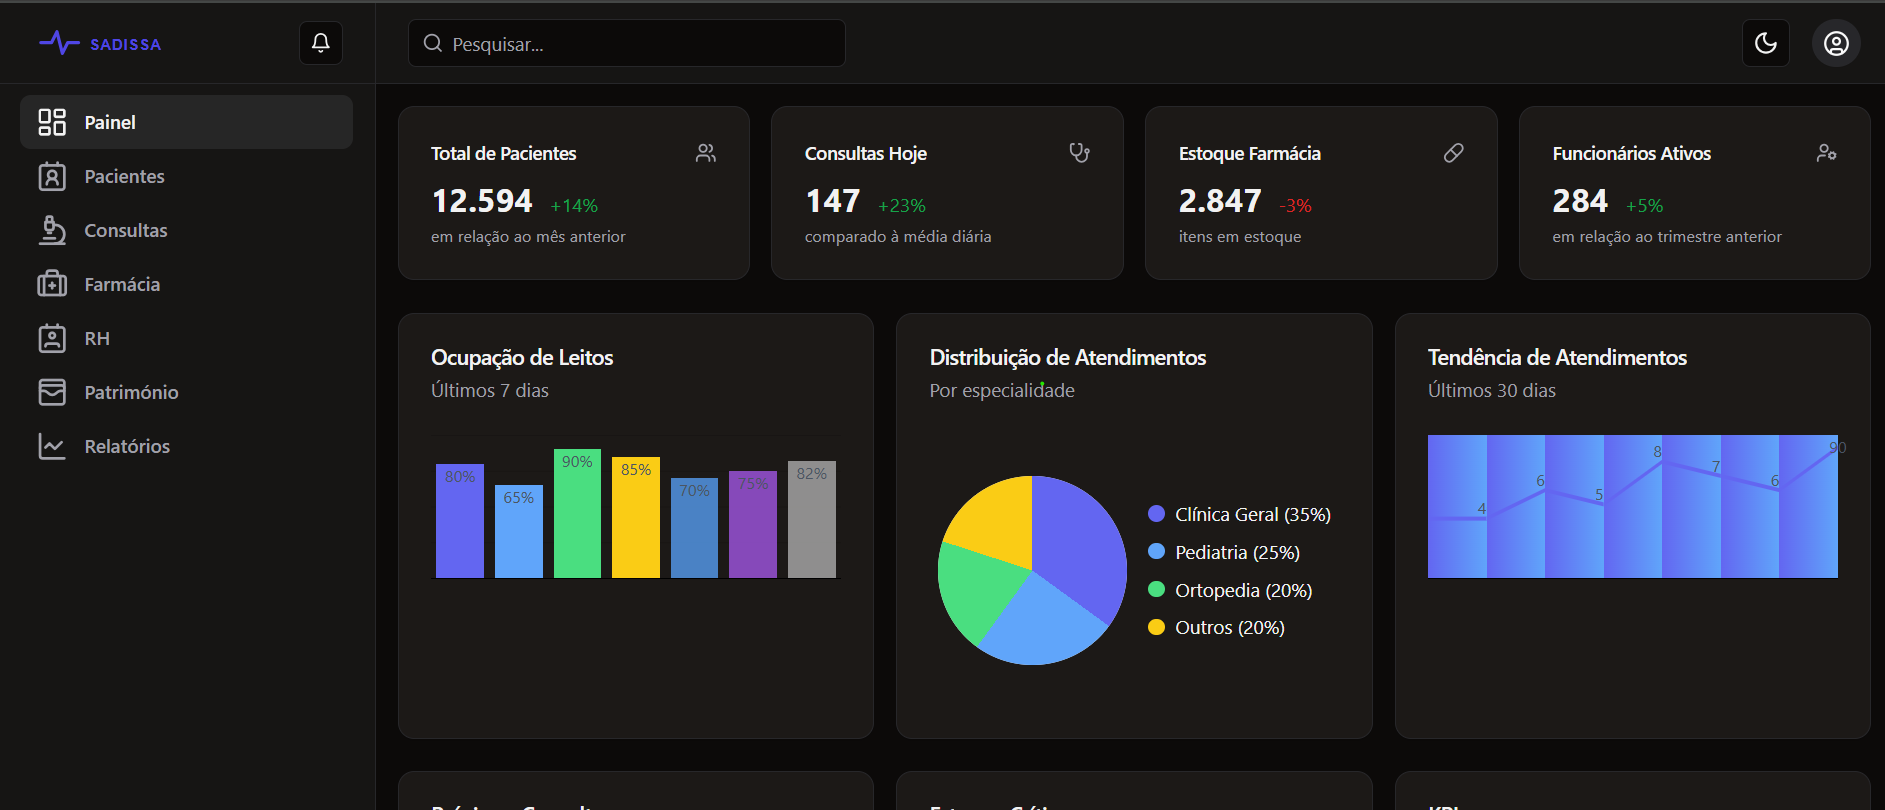 SADISSA
Pesquisar...
Painel
Pacientes
Consultas
Farmácia
RH
Património
Relatórios
Total de Pacientes
12.594 +14%
em relação ao mês anterior
Consultas Hoje
147 +23%
comparado à média diária
Estoque Farmácia
2.847 -3%
itens em estoque
Funcionários Ativos
284 +5%
em relação ao trimestre anterior
Ocupação de Leitos
Últimos 7 dias
80%
65%
90%
85%
70%
75%
82%
Distribuição de Atendimentos
Por especialidade
Clínica Geral (35%)
Pediatria (25%)
Ortopedia (20%)
Outros (20%)
Tendência de Atendimentos
Últimos 30 dias
4
6
5
8
7
6
90